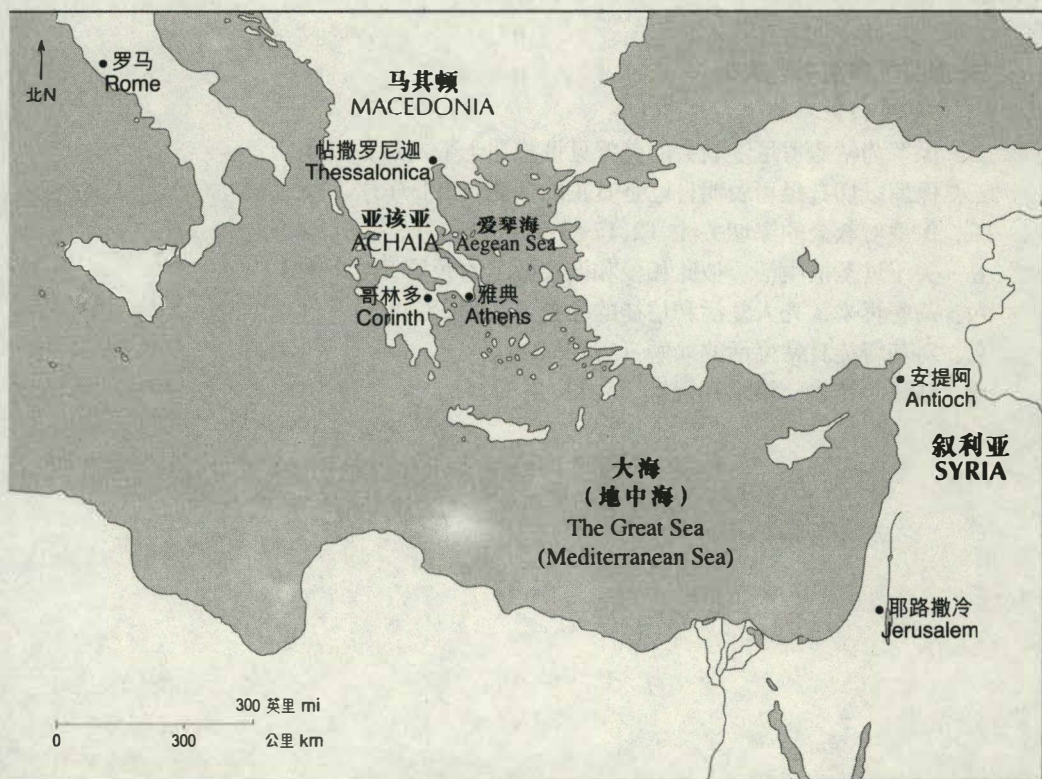 罗马
Rome
北N
马其顿
MACEDONIA
帖撒罗尼迦
Thessalonica
亚该亚
ACHAIA
爱琴海
Aegean Sea
哥林多
Corinth
雅典
Athens
安提阿
Antioch
叙利亚
SYRIA
大海
(地中海)
The Great Sea
(Mediterranean Sea)
耶路撒冷
Jerusalem
300 英里 mi
0 300 公里 km